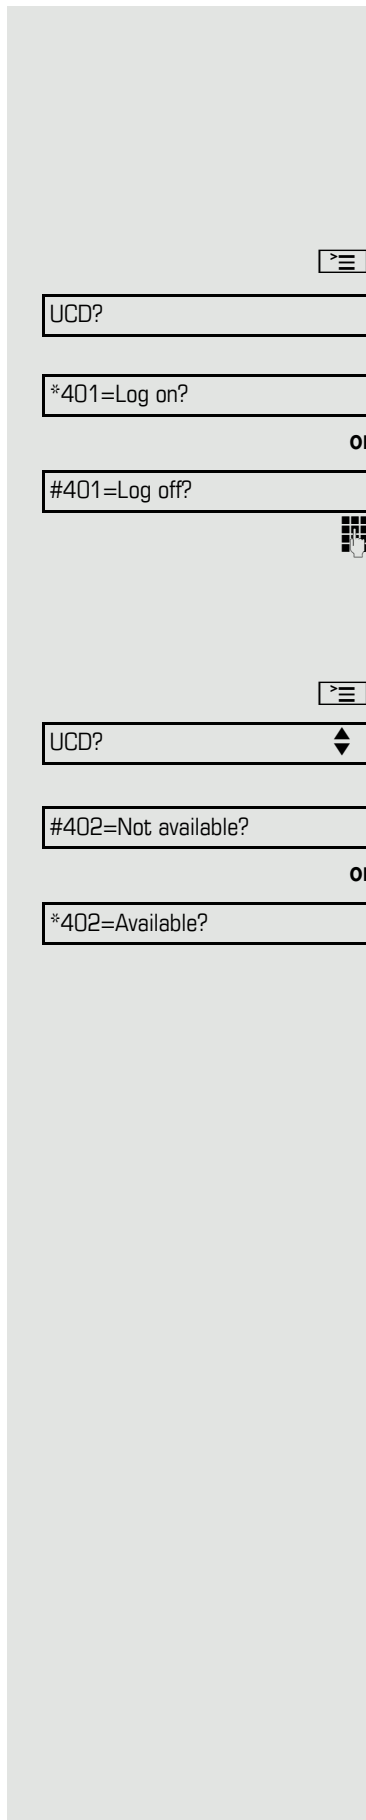 UCD?
*401=Log on?
or
#401=Log off?
UCD?
#402=Not available?
or
*402=Available?